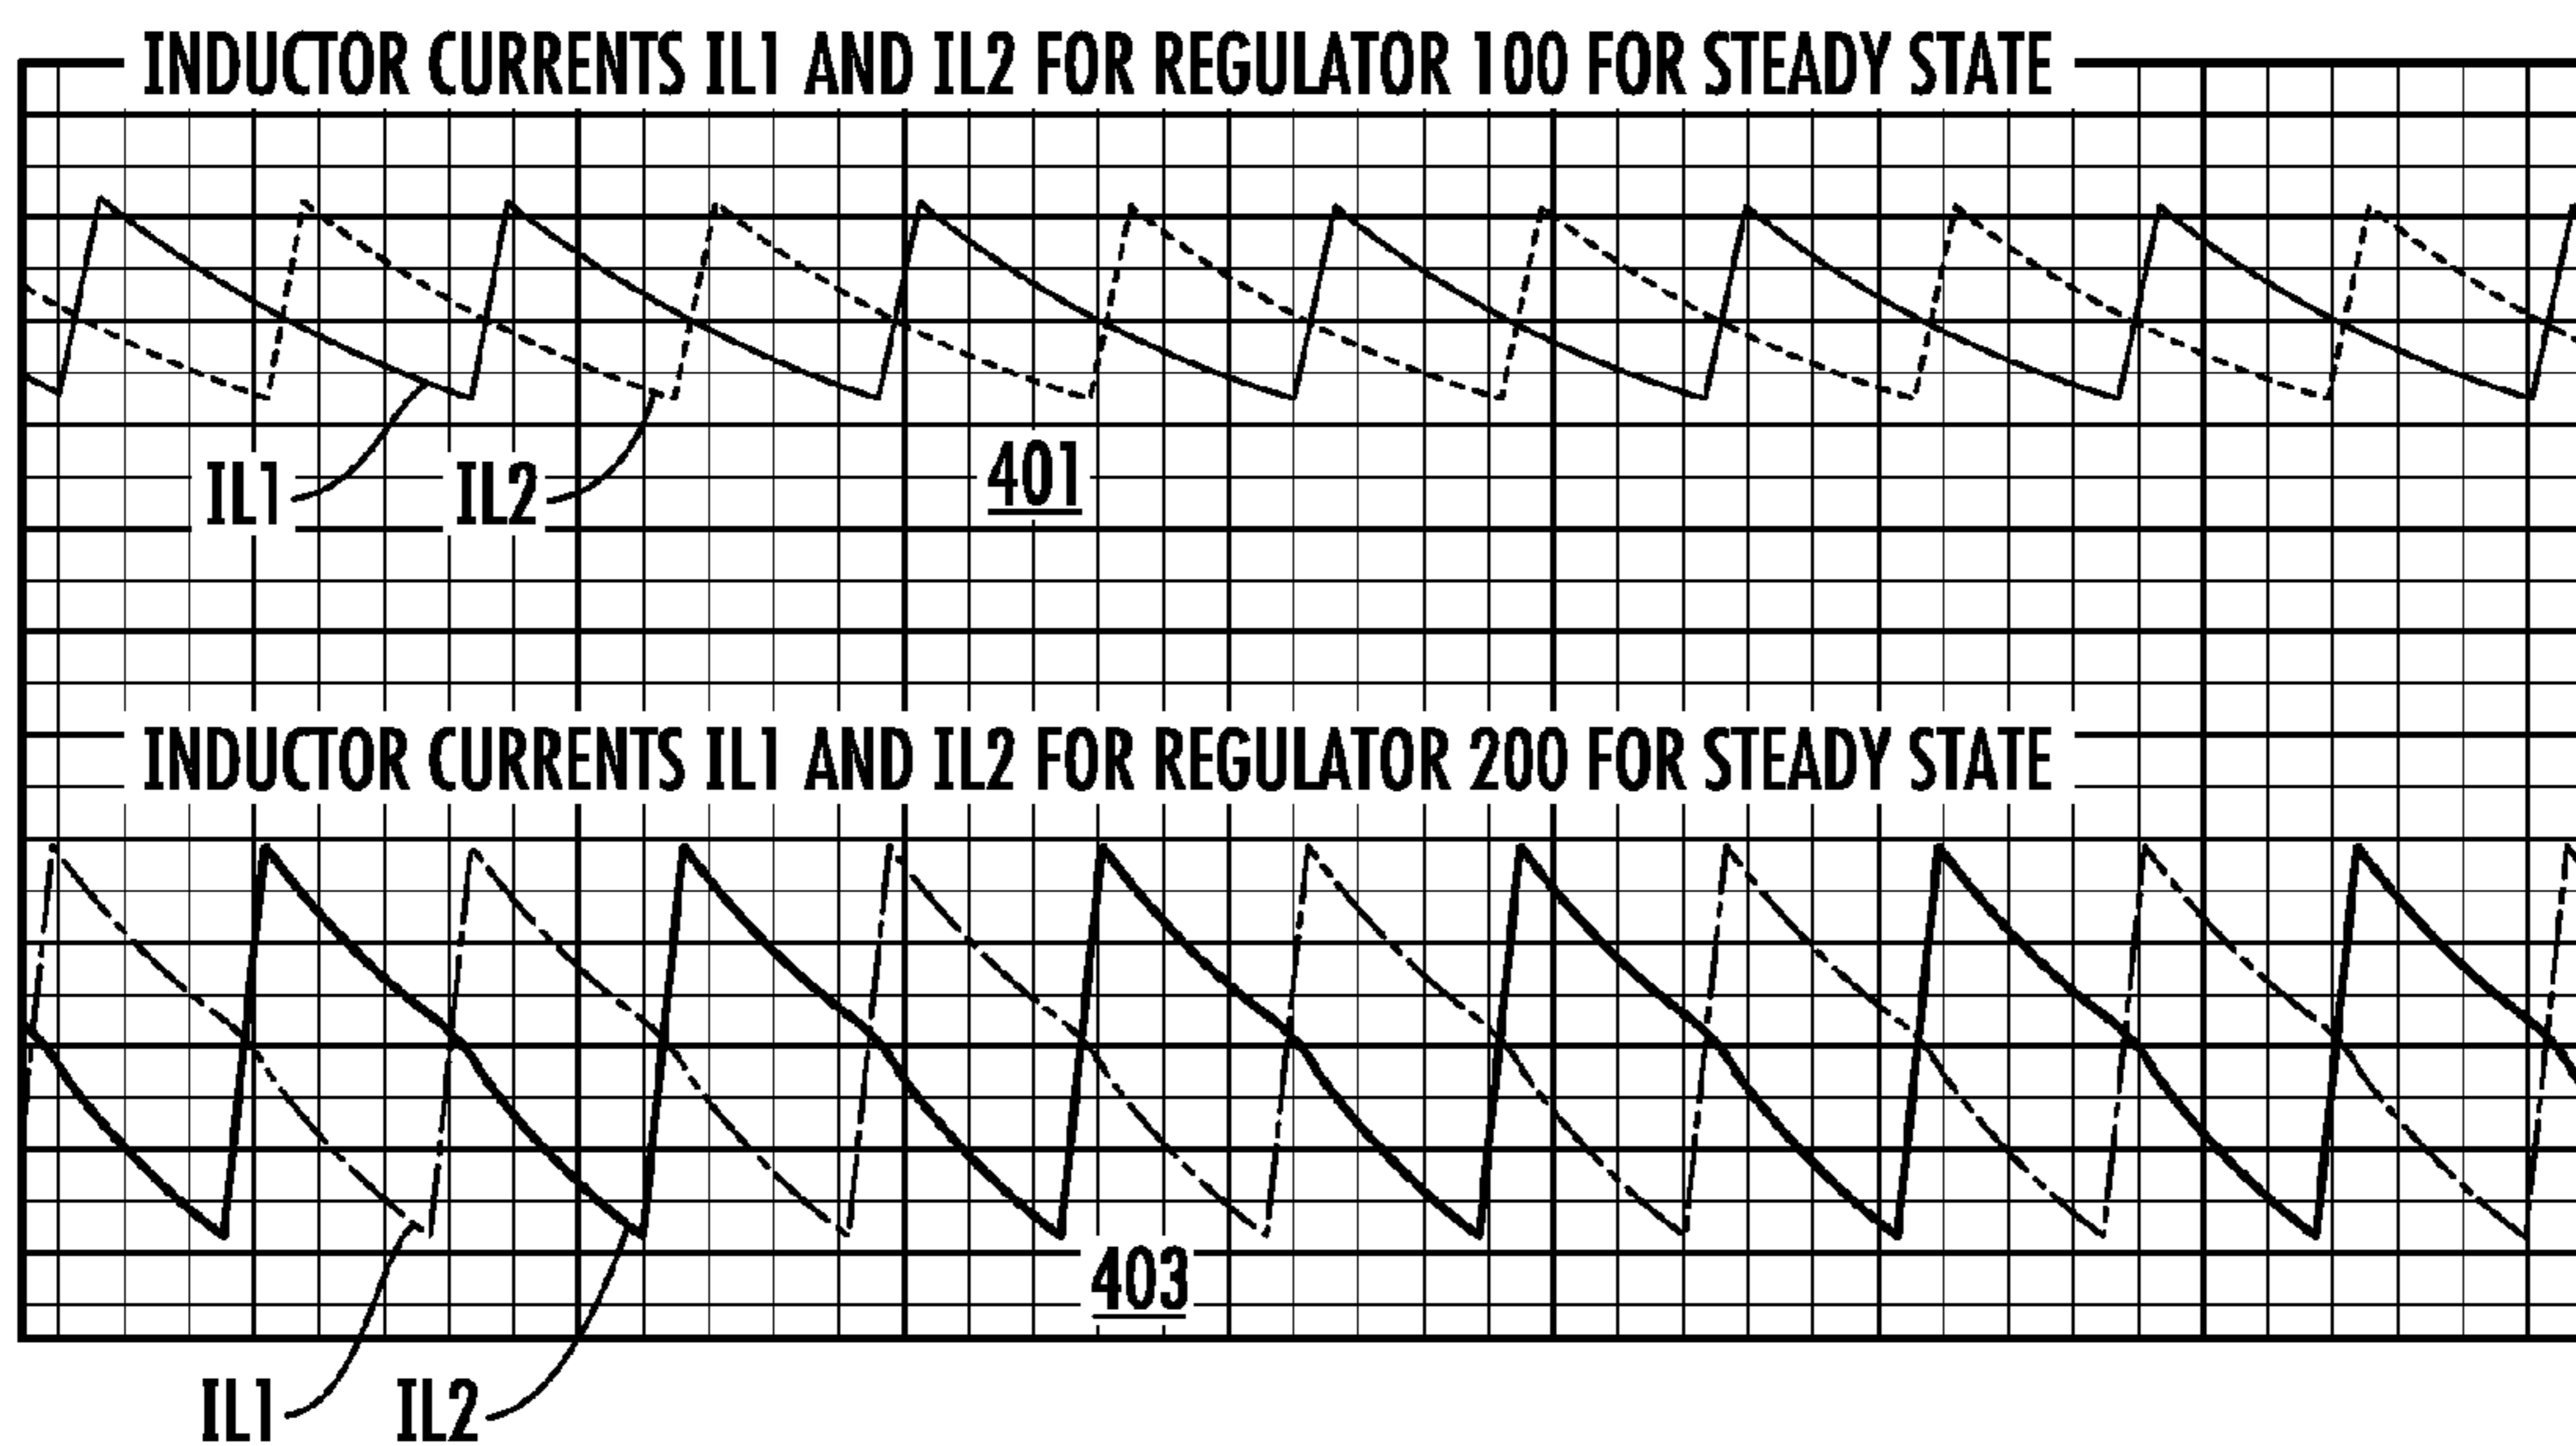 INDUCTOR CURRENTS IL1 AND IL2 FOR REGULATOR 100 FOR STEADY STATE
IL1
IL2
401
INDUCTOR CURRENTS IL1 AND IL2 FOR REGULATOR 200 FOR STEADY STATE
403
IL1
IL2